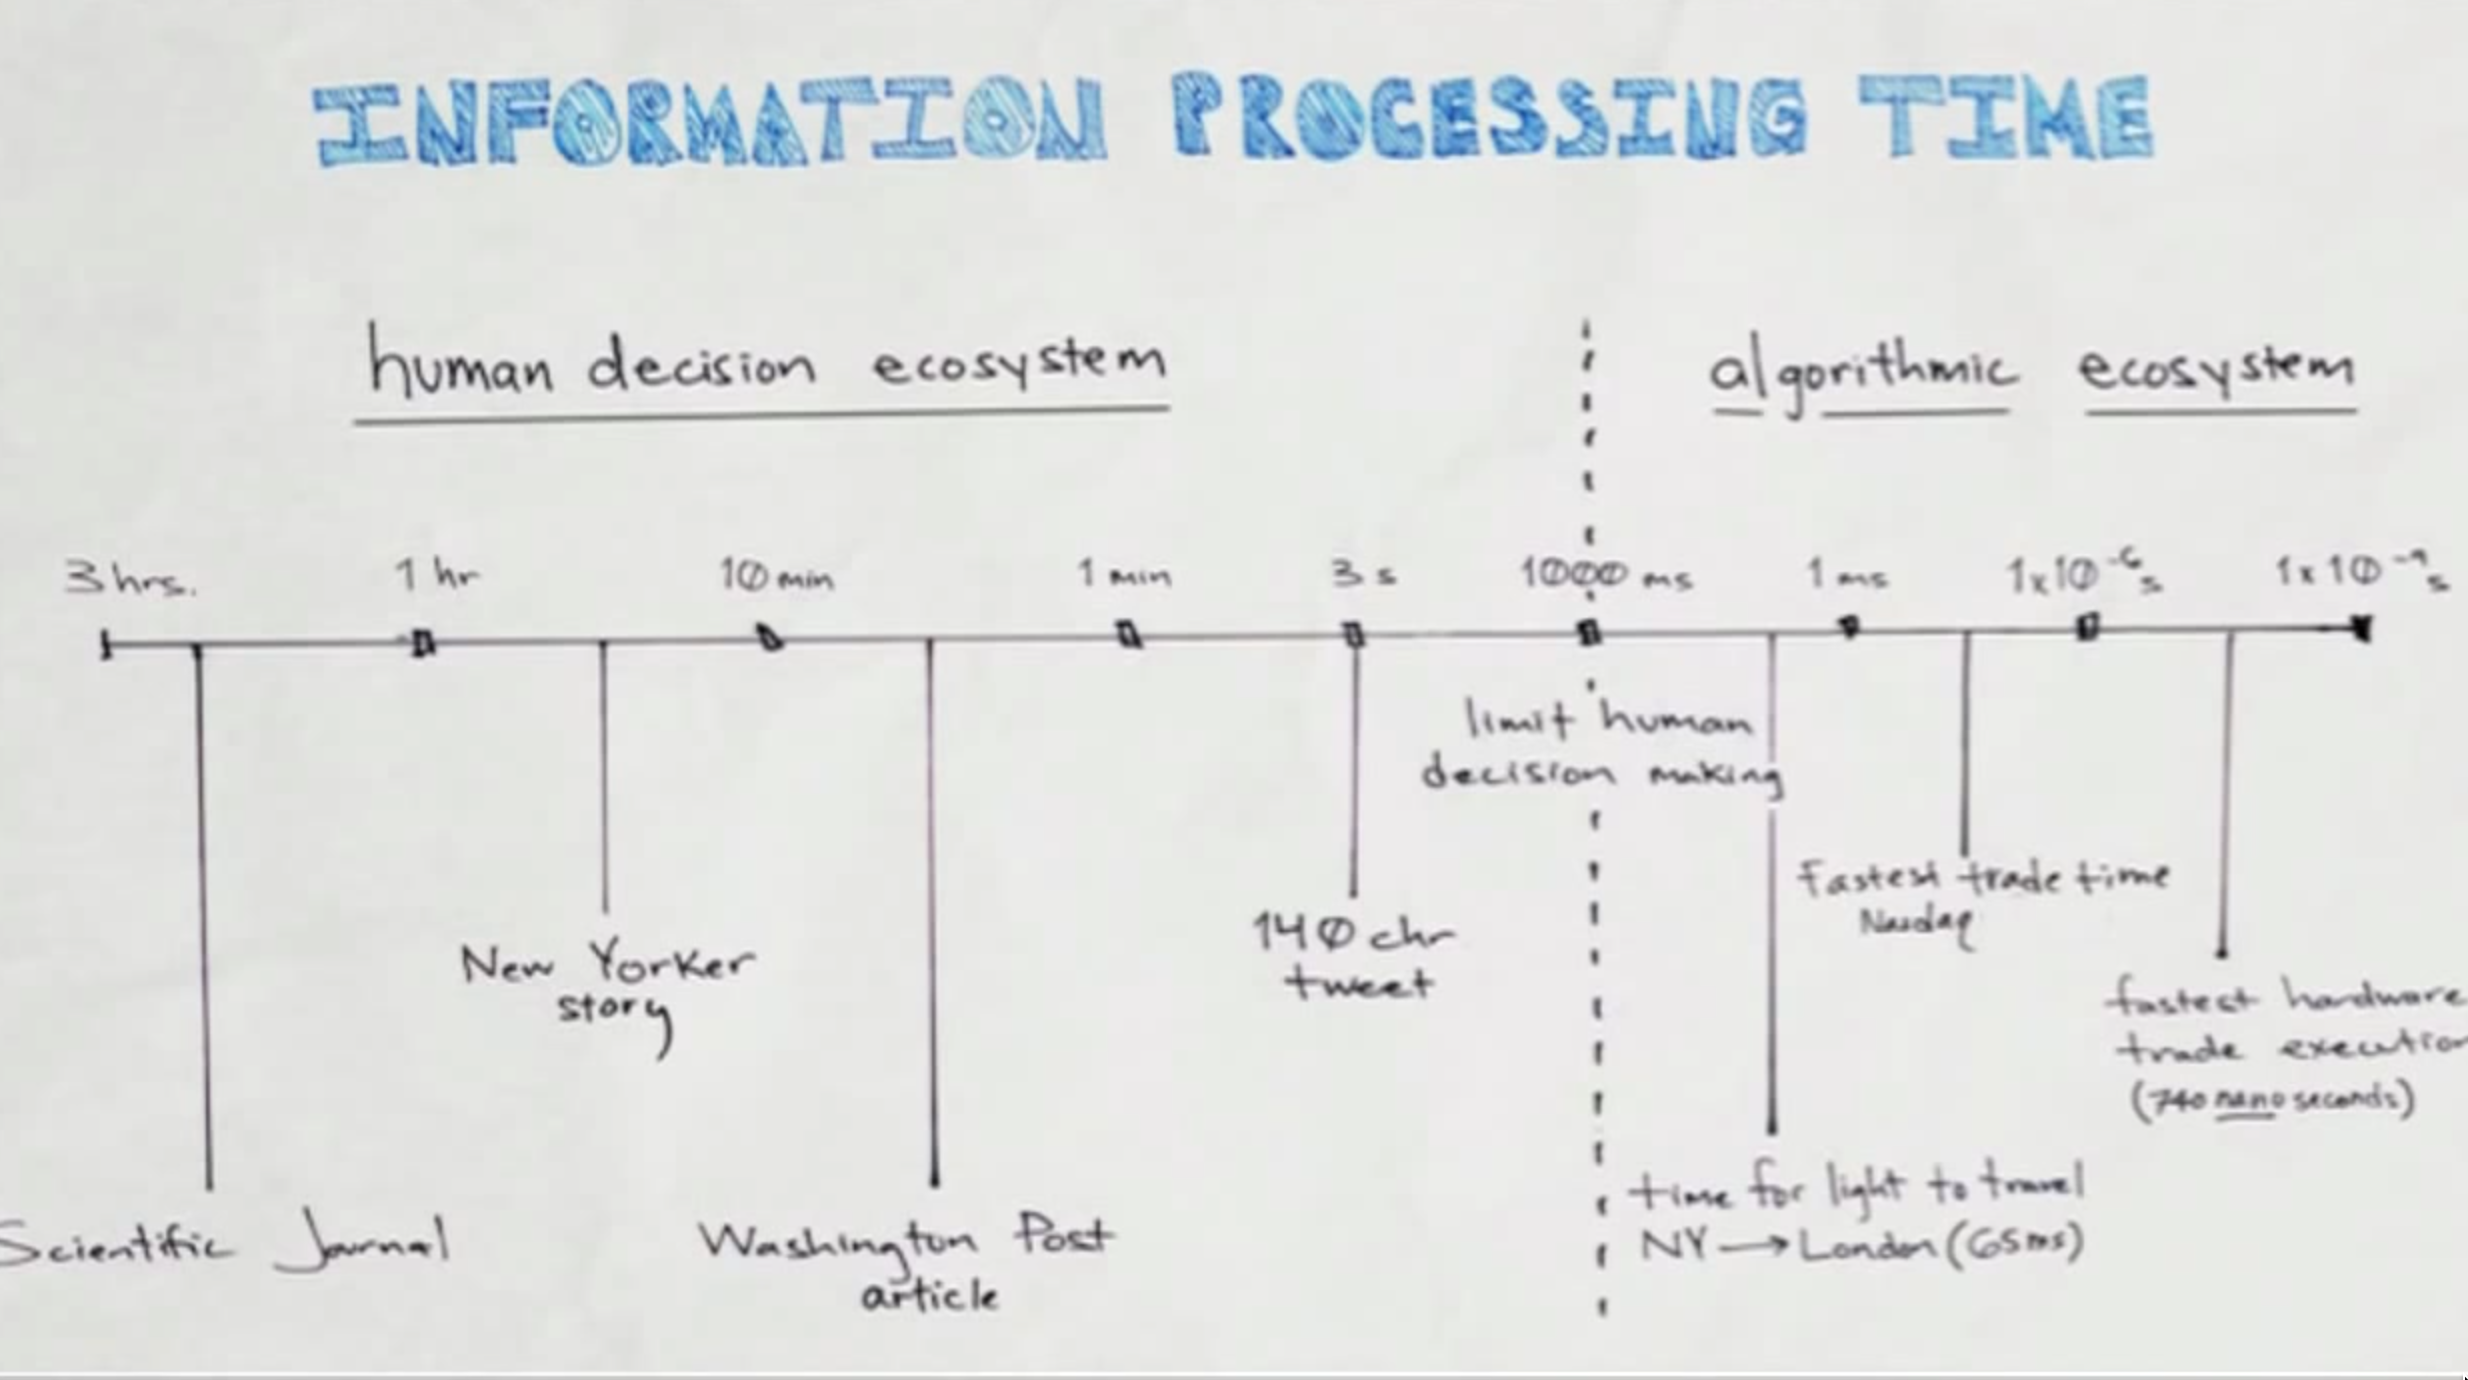 INFORMATION PROCESSING TIME
human decision ecosystem
algorithmic ecosystem
3 hrs. 1 hr 10 min 1 min 3 s 1000 ms 1 ms 1x10⁻⁶s 1x10⁻⁹s
limit human
decision making
Fastest trade time
Nasdaq
140 chr
tweet
New Yorker
story
fastest hardware
trade execution
(740 nano seconds)
Scientific Journal
Washington Post
article
time for light to travel
NY → London (65ms)